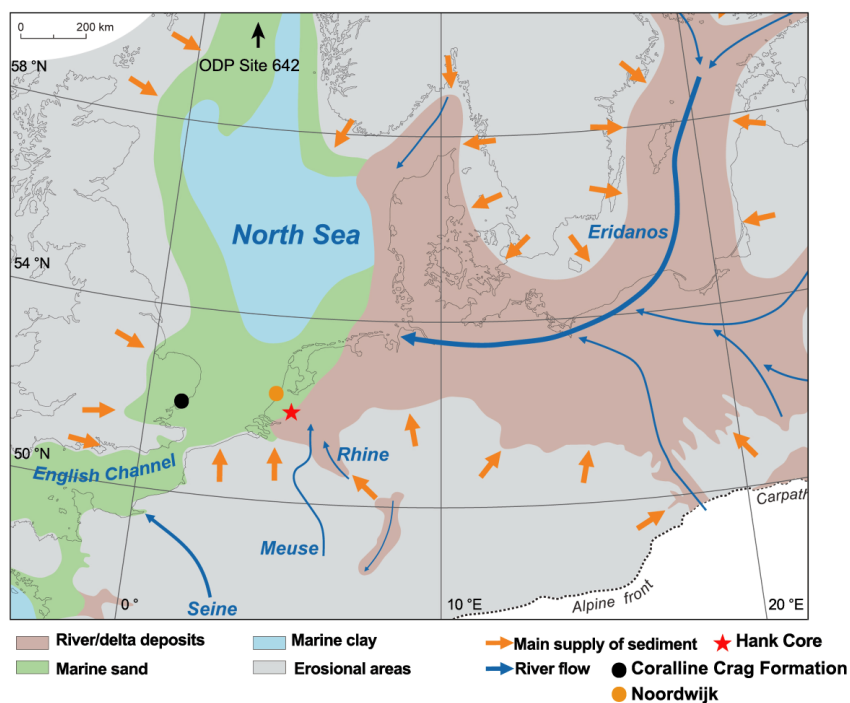 0 200 km
ODP Site 642
58 °N
North Sea
Eridanos
54 °N
50 °N
English Channel
Rhine
Meuse
Seine
0 °
10 °E
20 °E
Alpine front
Carpath
River/delta deposits
Marine clay
Main supply of sediment
Hank Core
Marine sand
Erosional areas
River flow
Coralline Crag Formation
Noordwijk